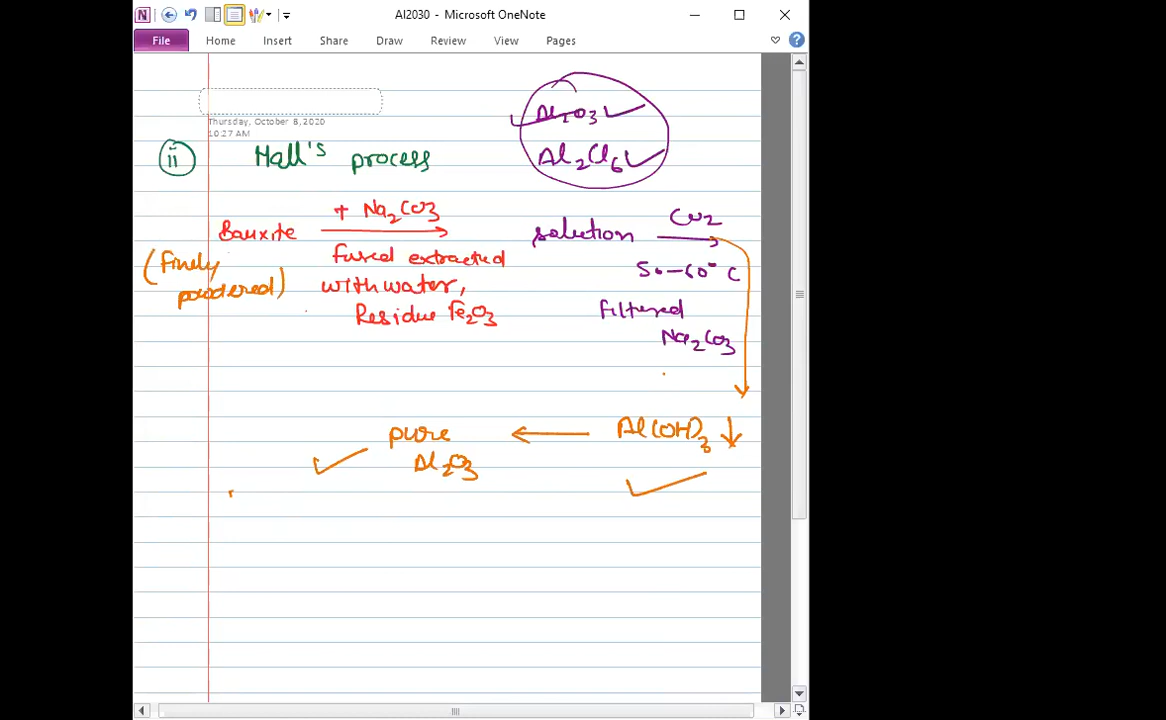 Al2030 - Microsoft OneNote
File Home Insert Share Draw Review View Pages
Al2O3
Al2Cl6
Thursday, October 8, 2020
10:27 AM
ii Hall's process
Bauxite + Na2CO3 solution CO2
(Finely powdered)
fused extracted
with water,
Residue Fe2O3
50-60° C
filtered
Na2CO3
pure ← Al(OH)3 ↓
Al2O3